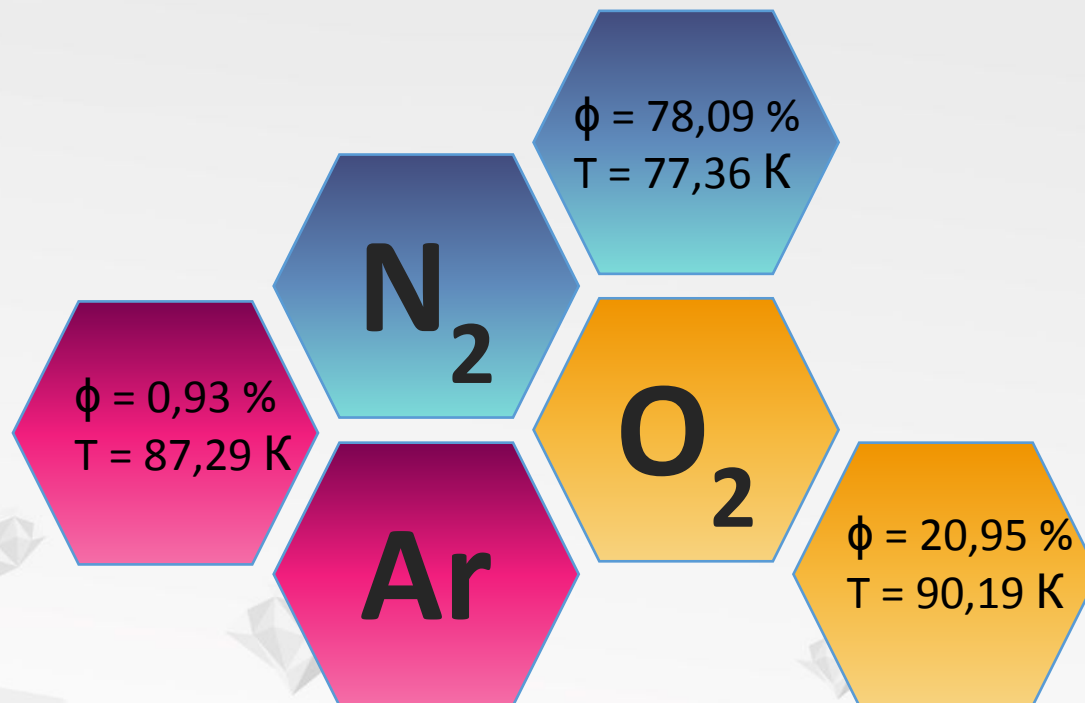 ф = 78,09 %
T = 77,36 К
N2
ф = 0,93 %
T = 87,29 К
O2
Ar
ф = 20,95 %
T = 90,19 К